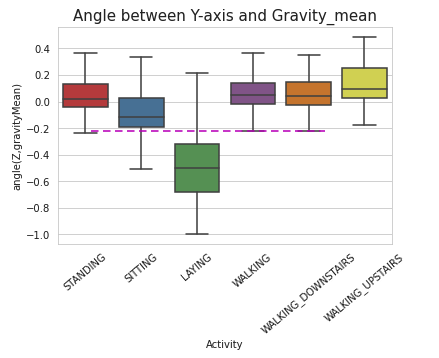 Angle between Y-axis and Gravity_mean
angle(Z,gravityMean)
0.4
0.2
0.0
−0.2
−0.4
−0.6
−0.8
−1.0
STANDING
SITTING
LAYING
WALKING
WALKING_DOWNSTAIRS
WALKING_UPSTAIRS
Activity